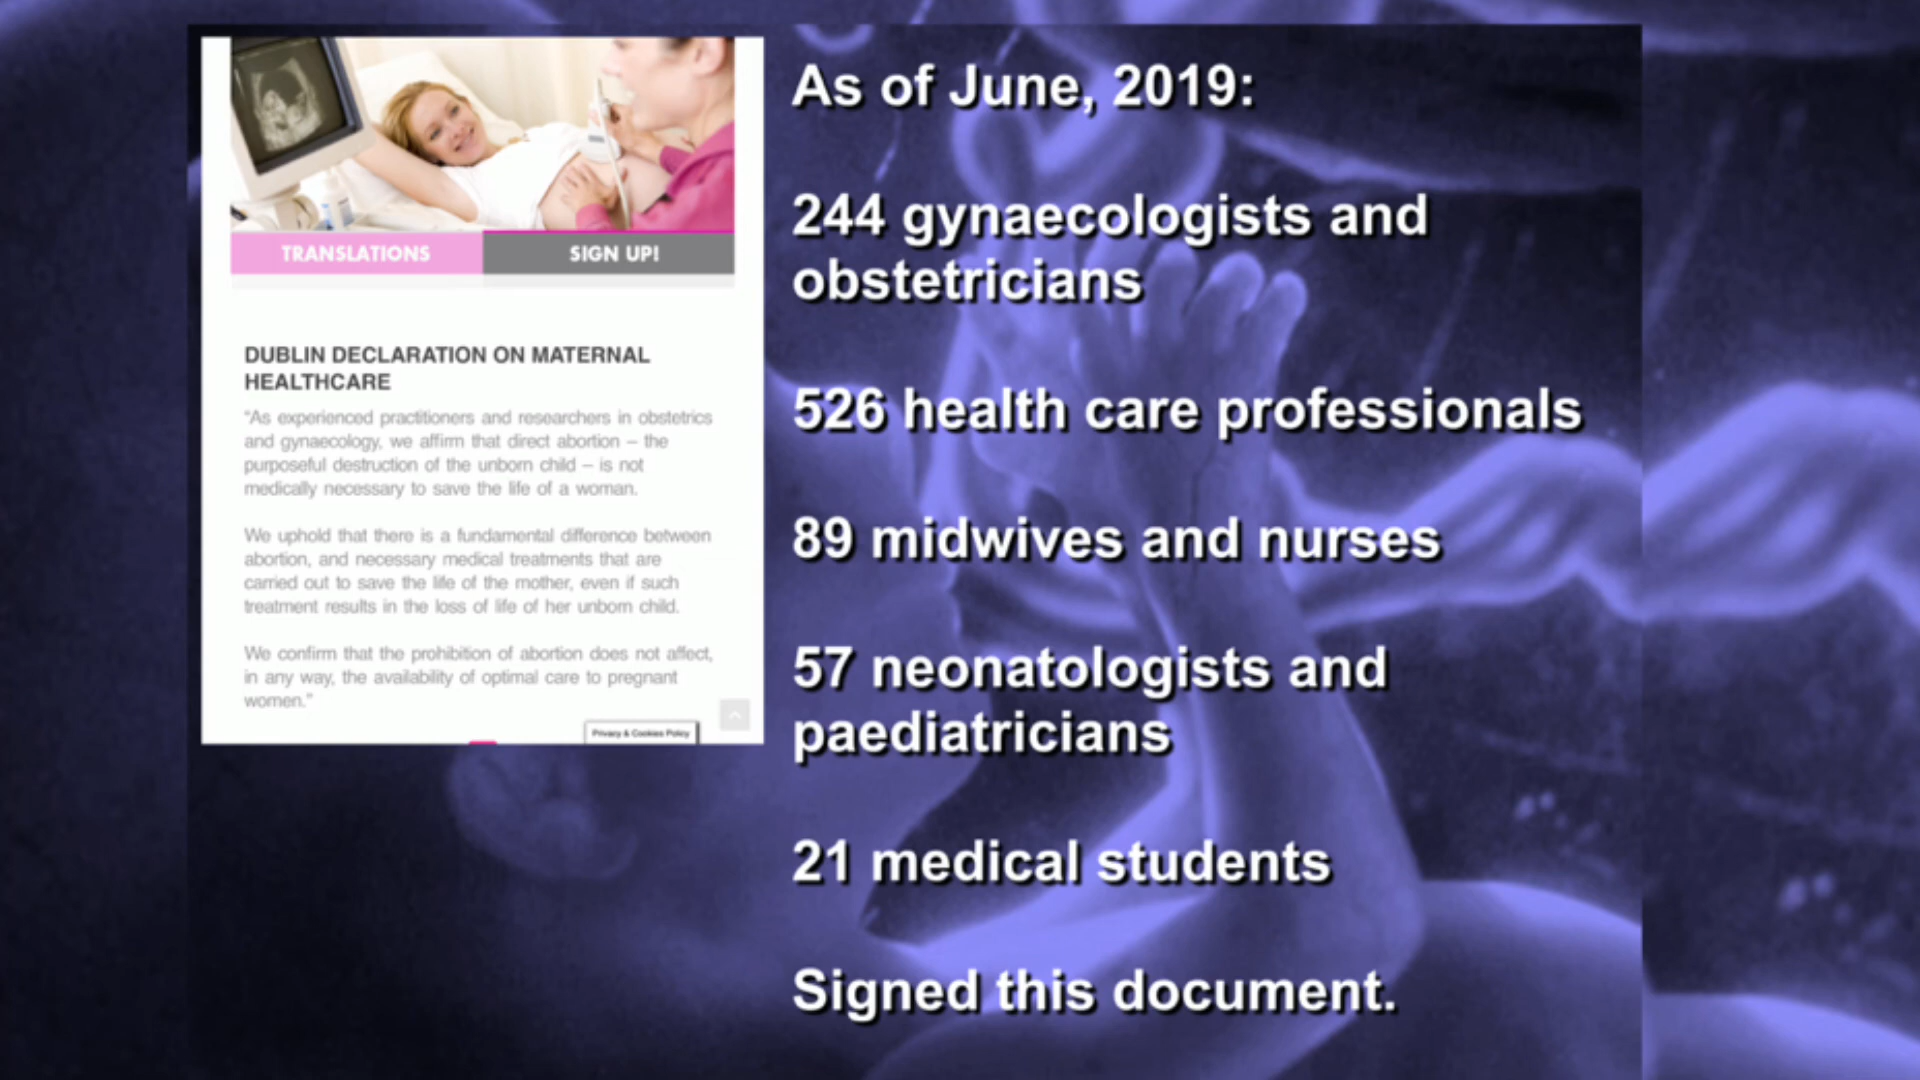 TRANSLATIONS
SIGN UP!
DUBLIN DECLARATION ON MATERNAL
HEALTHCARE
“As experienced practitioners and researchers in obstetrics
and gynaecology, we affirm that direct abortion – the
purposeful destruction of the unborn child – is not
medically necessary to save the life of a woman.
We uphold that there is a fundamental difference between
abortion, and necessary medical treatments that are
carried out to save the life of the mother, even if such
treatment results in the loss of life of her unborn child.
We confirm that the prohibition of abortion does not affect,
in any way, the availability of optimal care to pregnant
women.”
Privacy & Cookies Policy
As of June, 2019:
244 gynaecologists and
obstetricians
526 health care professionals
89 midwives and nurses
57 neonatologists and
paediatricians
21 medical students
Signed this document.